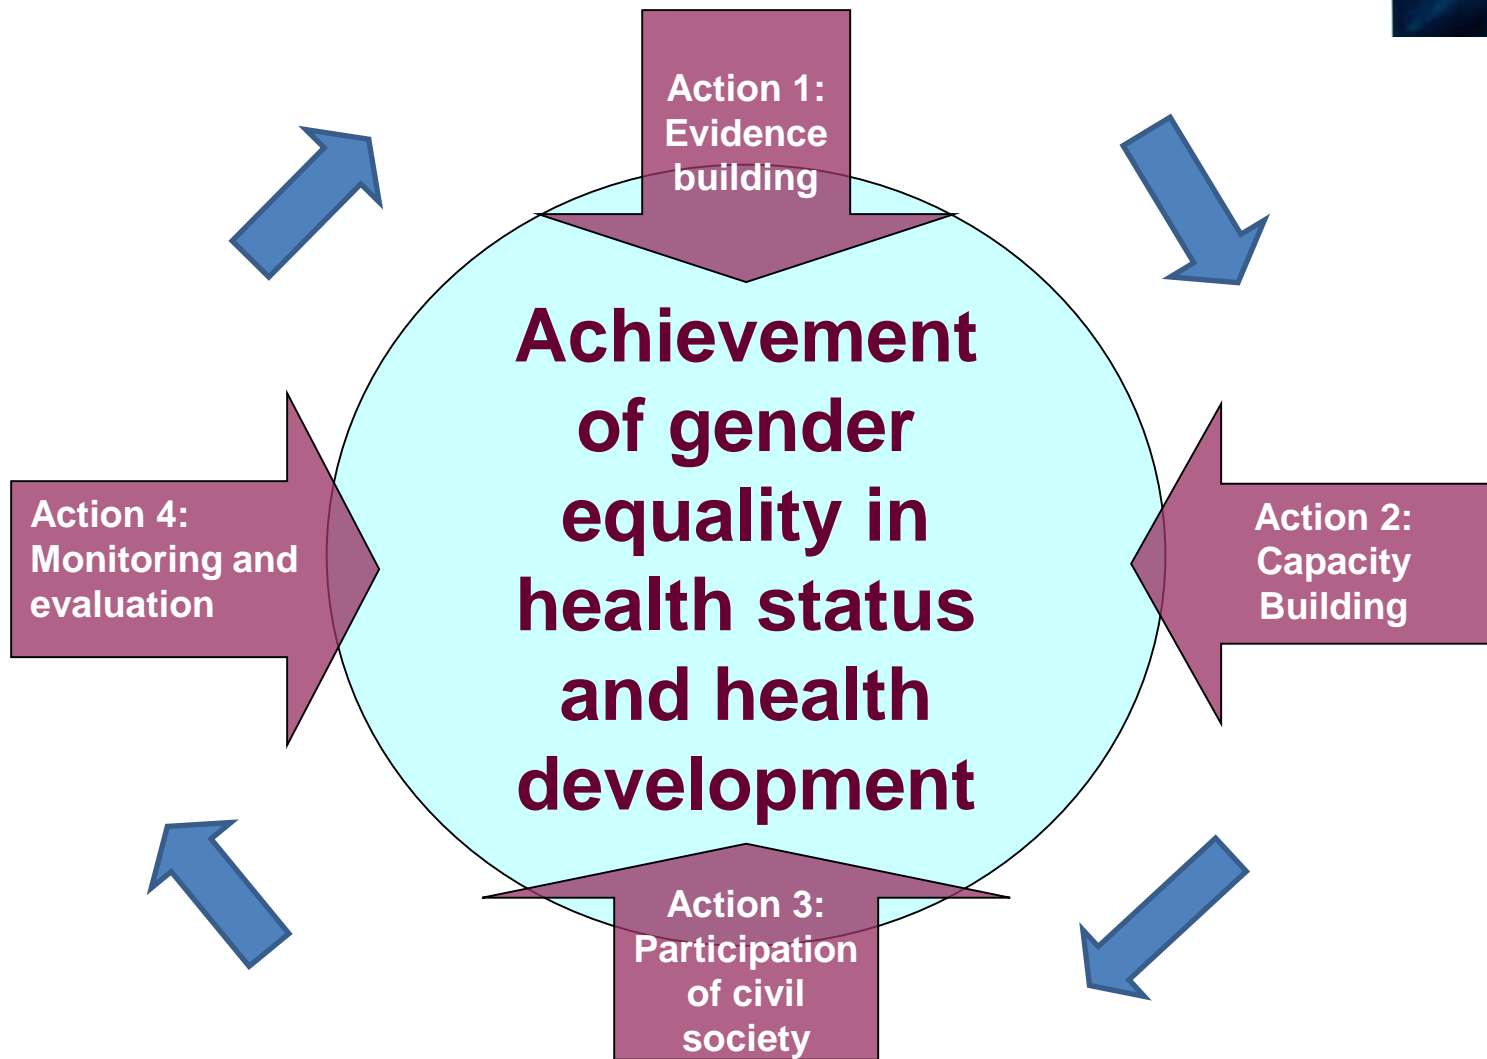 Action 1:
Evidence
building
Achievement
of gender
equality in
health status
and health
development
Action 2:
Capacity
Building
Action 3:
Participation
of civil
society
Action 4:
Monitoring and
evaluation